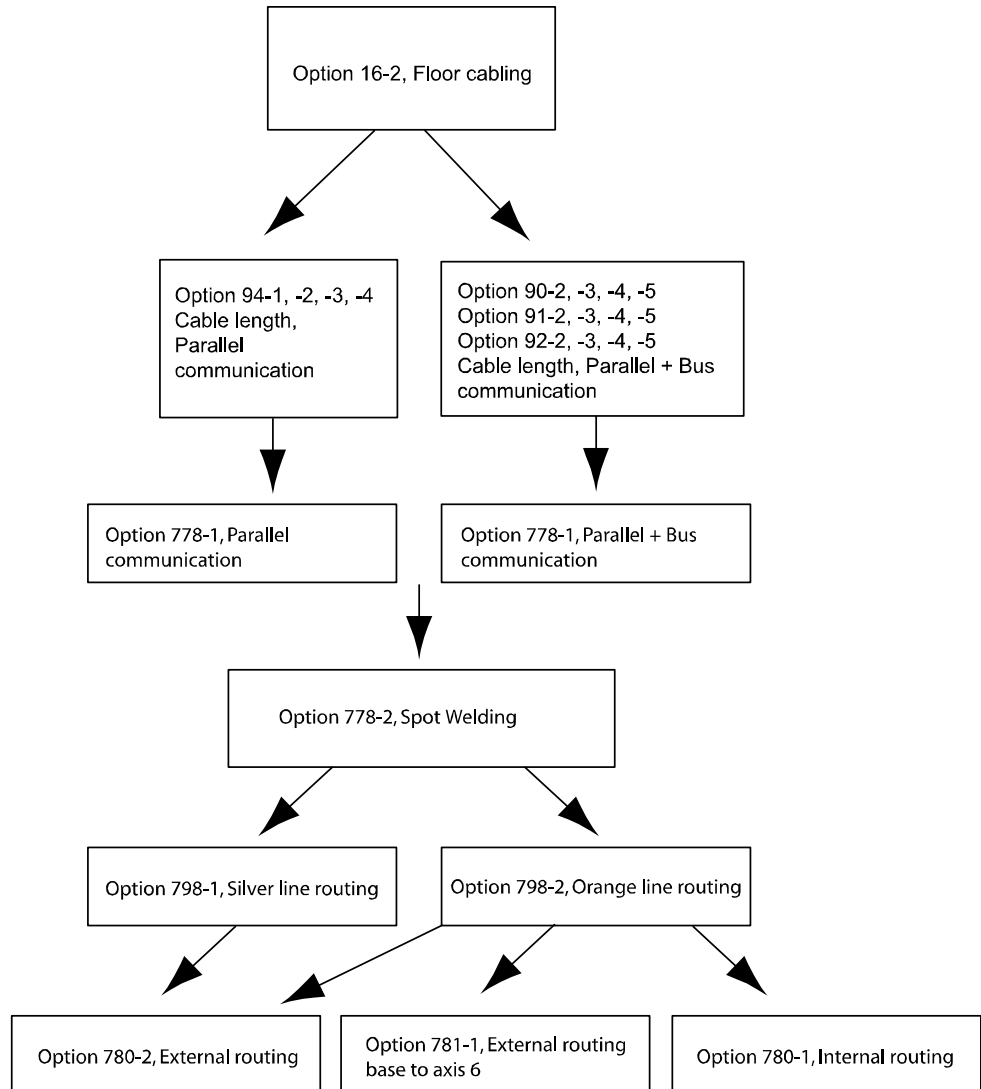 Option 16-2, Floor cabling
Option 94-1, -2, -3, -4
Cable length,
Parallel
communication
Option 90-2, -3, -4, -5
Option 91-2, -3, -4, -5
Option 92-2, -3, -4, -5
Cable length, Parallel + Bus
communication
Option 778-1, Parallel
communication
Option 778-1, Parallel + Bus
communication
Option 778-2, Spot Welding
Option 798-1, Silver line routing
Option 798-2, Orange line routing
Option 780-2, External routing
Option 781-1, External routing
base to axis 6
Option 780-1, Internal routing